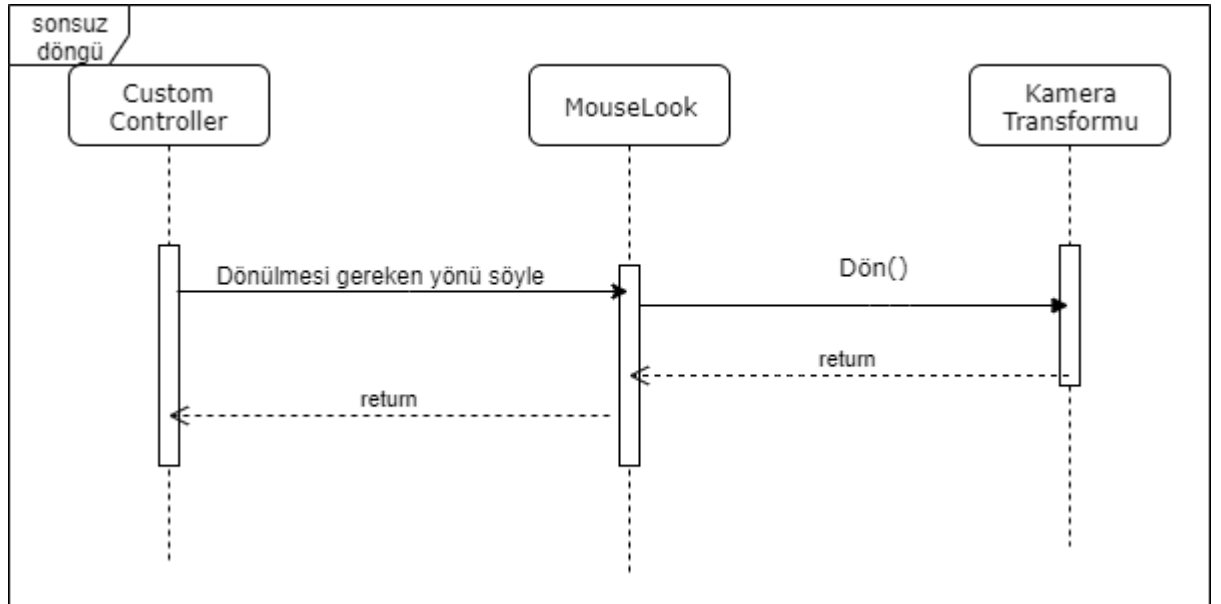 sonsuz
döngü
Custom
Controller
MouseLook
Kamera
Transformu
Dönülmesi gereken yönü söyle
Dön()
return
return